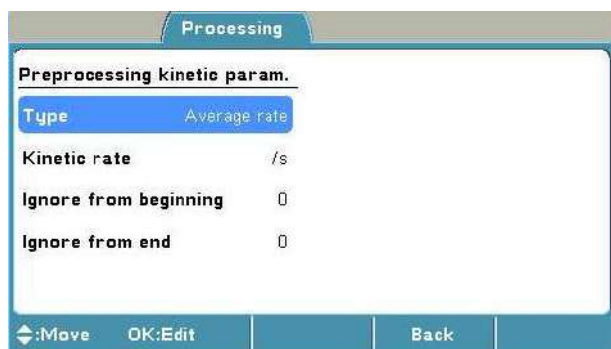 Processing
Preprocessing kinetic param.
Type Average rate
Kinetic rate /s
Ignore from beginning 0
Ignore from end 0
:Move OK:Edit Back